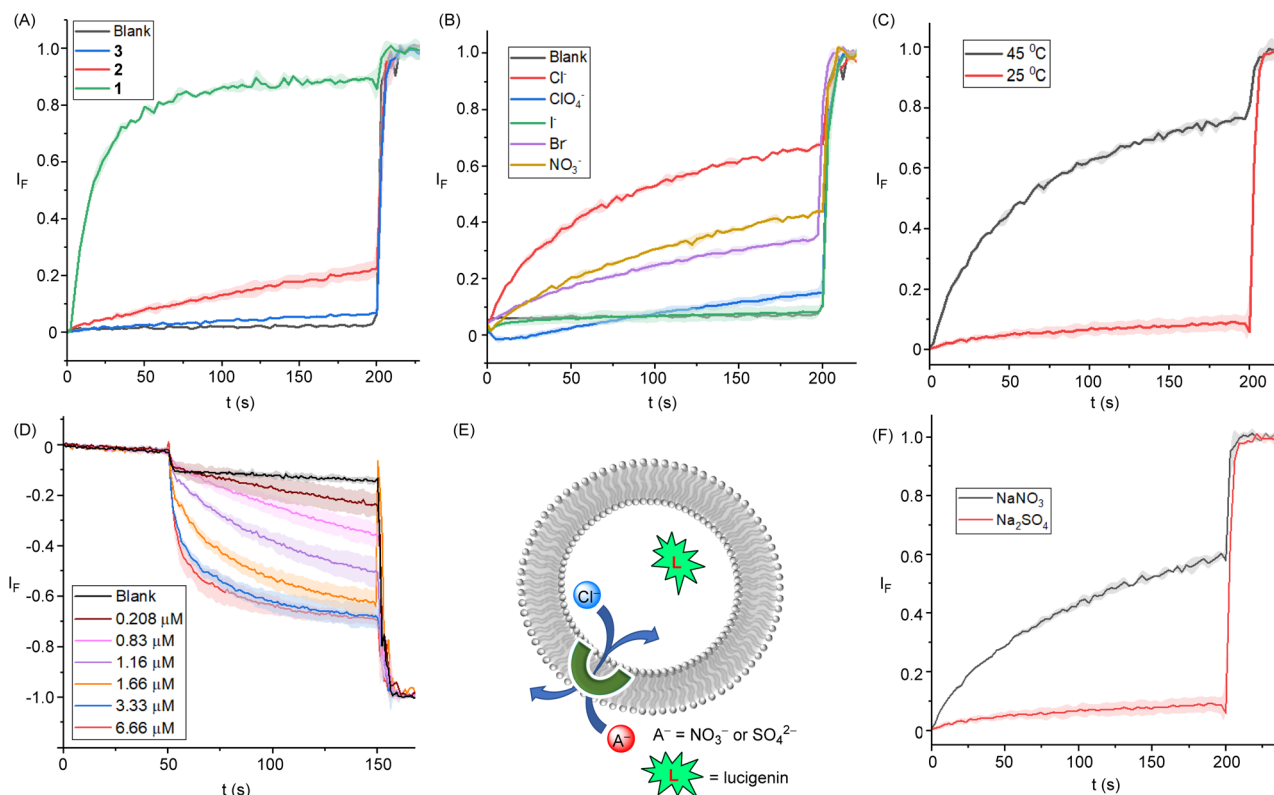 (A)
Blank
3
2
1
I_F
1.0
0.8
0.6
0.4
0.2
0
0
50
100
150
200
t (s)
(B)
Blank
Cl⁻
ClO₄⁻
I⁻
Br⁻
NO₃⁻
I_F
1.0
0.8
0.6
0.4
0.2
0
0
50
100
150
200
t (s)
(C)
45 ⁰C
25 ⁰C
I_F
1.0
0.8
0.6
0.4
0.2
0
0
50
100
150
200
t (s)
(D)
0
-0.2
-0.4
-0.6
-0.8
-1.0
I_F
Blank
0.208 µM
0.83 µM
1.16 µM
1.66 µM
3.33 µM
6.66 µM
0
50
100
150
t (s)
(E)
L
Cl⁻
A⁻
A⁻ = NO₃⁻ or SO₄²⁻
L = lucigenin
(F)
NaNO₃
Na₂SO₄
I_F
1.0
0.8
0.6
0.4
0.2
0
0
50
100
150
200
t (s)